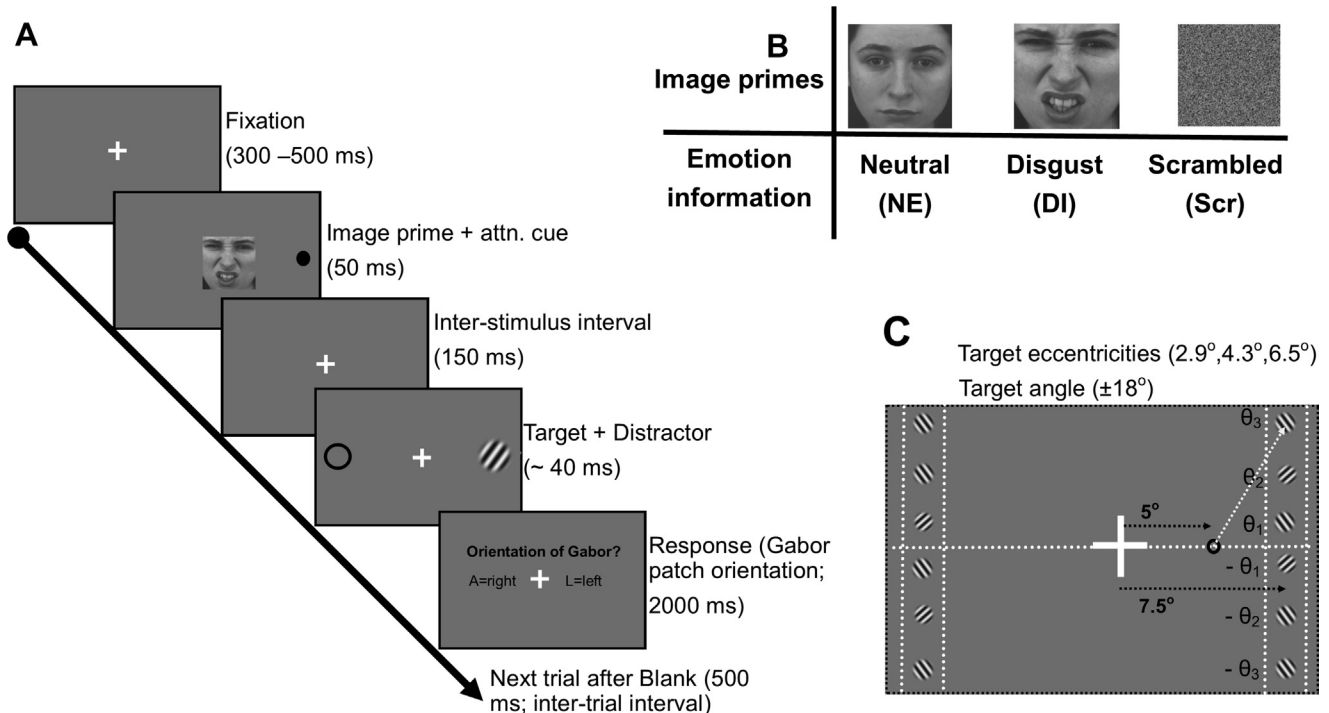 A
Fixation
(300 –500 ms)
Image prime + attn. cue
(50 ms)
Inter-stimulus interval
(150 ms)
Target + Distractor
(~ 40 ms)
Orientation of Gabor?
A=right L=left
Response (Gabor
patch orientation;
2000 ms)
Next trial after Blank (500
ms; inter-trial interval)
B
Image primes
Emotion
information
Neutral
(NE)
Disgust
(DI)
Scrambled
(Scr)
C
Target eccentricities (2.9°,4.3°,6.5°)
Target angle (±18°)
θ3
θ2
5°
θ1
- θ1
7.5°
- θ2
- θ3